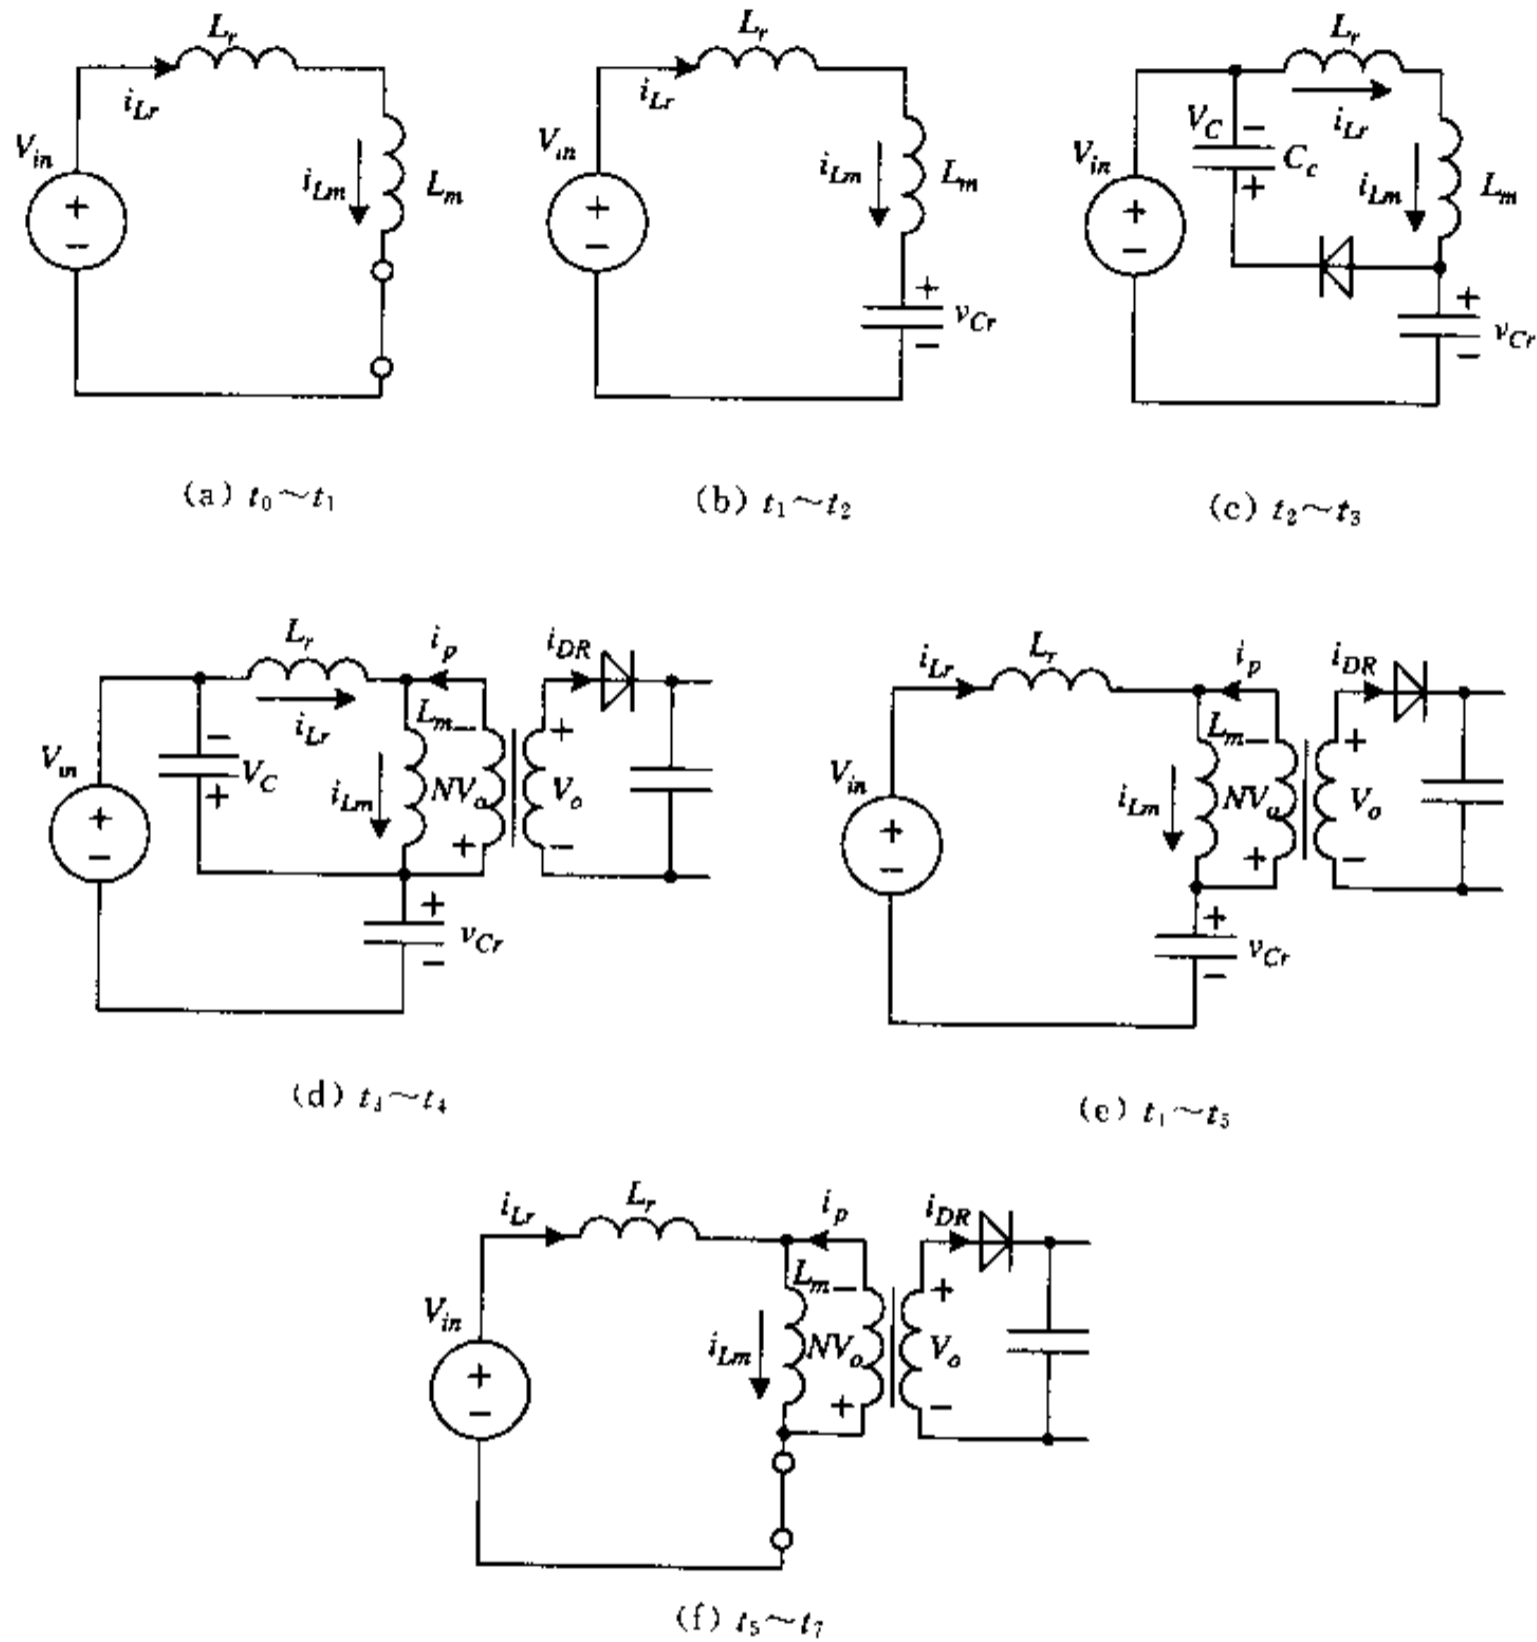 L_r
i_Lr
V_in
+
−
i_Lm
L_m
(a) t_0～t_1
L_r
i_Lr
V_in
+
−
i_Lm
L_m
+
v_Cr
−
(b) t_1～t_2
L_r
i_Lr
V_in
+
−
V_C
−
C_c
+
i_Lm
L_m
+
v_Cr
−
(c) t_2～t_3
L_r
i_Lr
V_in
+
−
−
V_C
+
i_p
i_DR
L_m
−
i_Lm
NV_o
+
+
V_o
−
+
v_Cr
−
(d) t_3～t_4
i_Lr
L_r
i_p
i_DR
V_in
+
−
L_m
−
i_Lm
NV_o
+
+
V_o
−
+
v_Cr
−
(e) t_1～t_5
i_Lr
L_r
i_p
i_DR
V_in
+
−
L_m
−
i_Lm
NV_o
+
+
V_o
−
(f) t_5～t_7